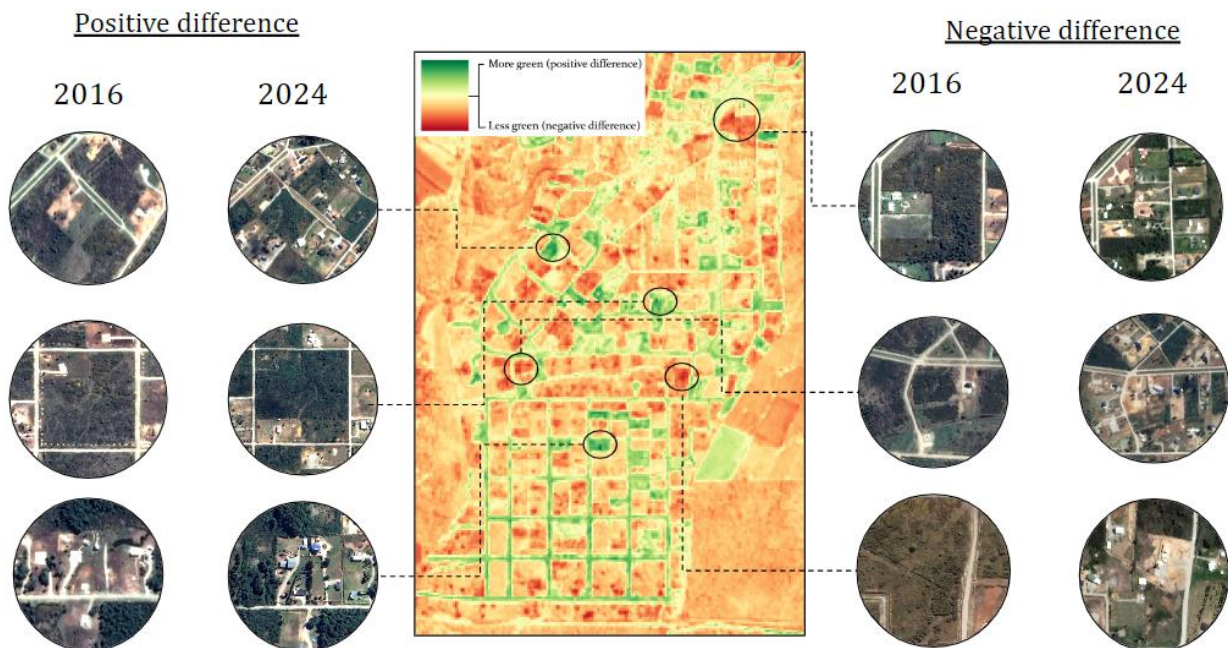 Positive difference
2016
2024
More green (positive difference)
Less green (negative difference)
Negative difference
2016
2024